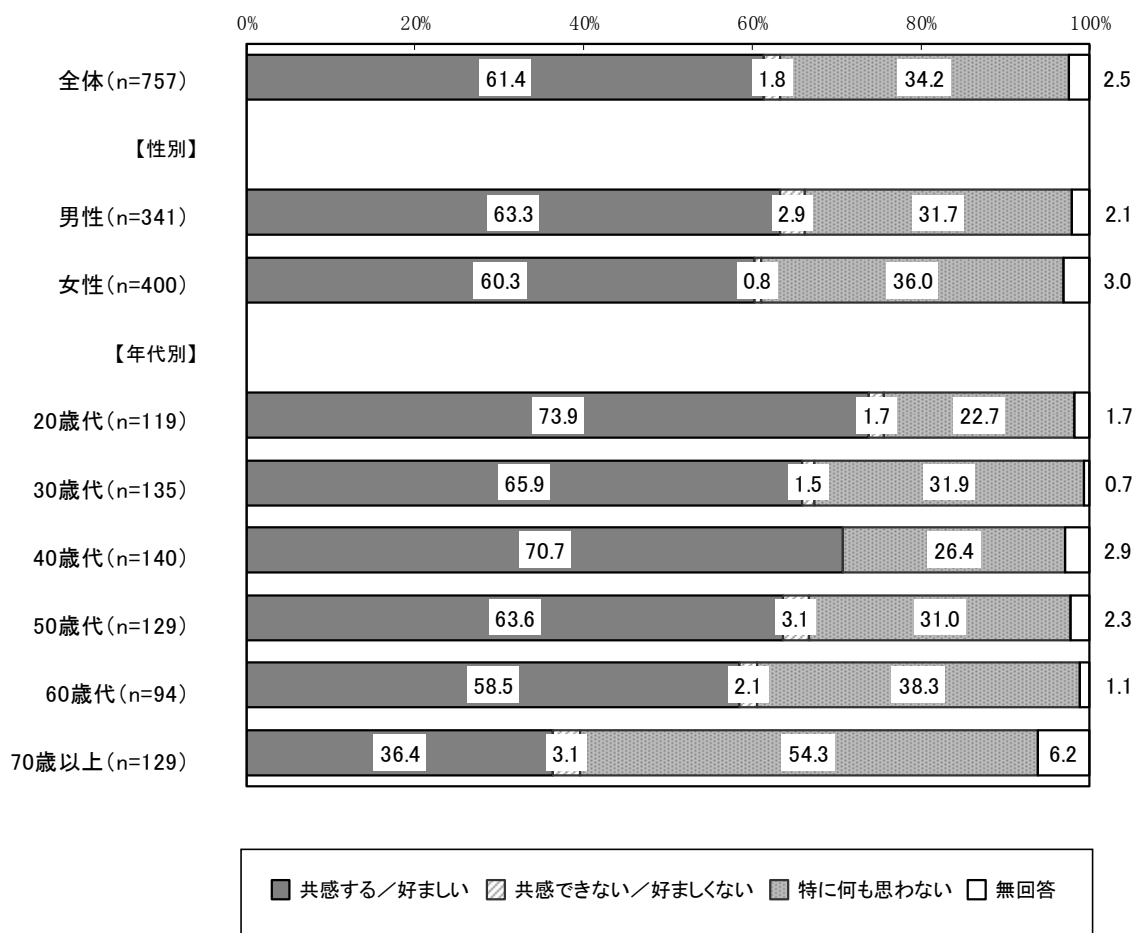 0% 20% 40% 60% 80% 100%
全体(n=757) 61.4 1.8 34.2 2.5
【性別】
男性(n=341) 63.3 2.9 31.7 2.1
女性(n=400) 60.3 0.8 36.0 3.0
【年代別】
20歳代(n=119) 73.9 1.7 22.7 1.7
30歳代(n=135) 65.9 1.5 31.9 0.7
40歳代(n=140) 70.7 26.4 2.9
50歳代(n=129) 63.6 3.1 31.0 2.3
60歳代(n=94) 58.5 2.1 38.3 1.1
70歳以上(n=129) 36.4 3.1 54.3 6.2
共感する/好ましい 共感できない/好ましくない 特に何も思わない 無回答